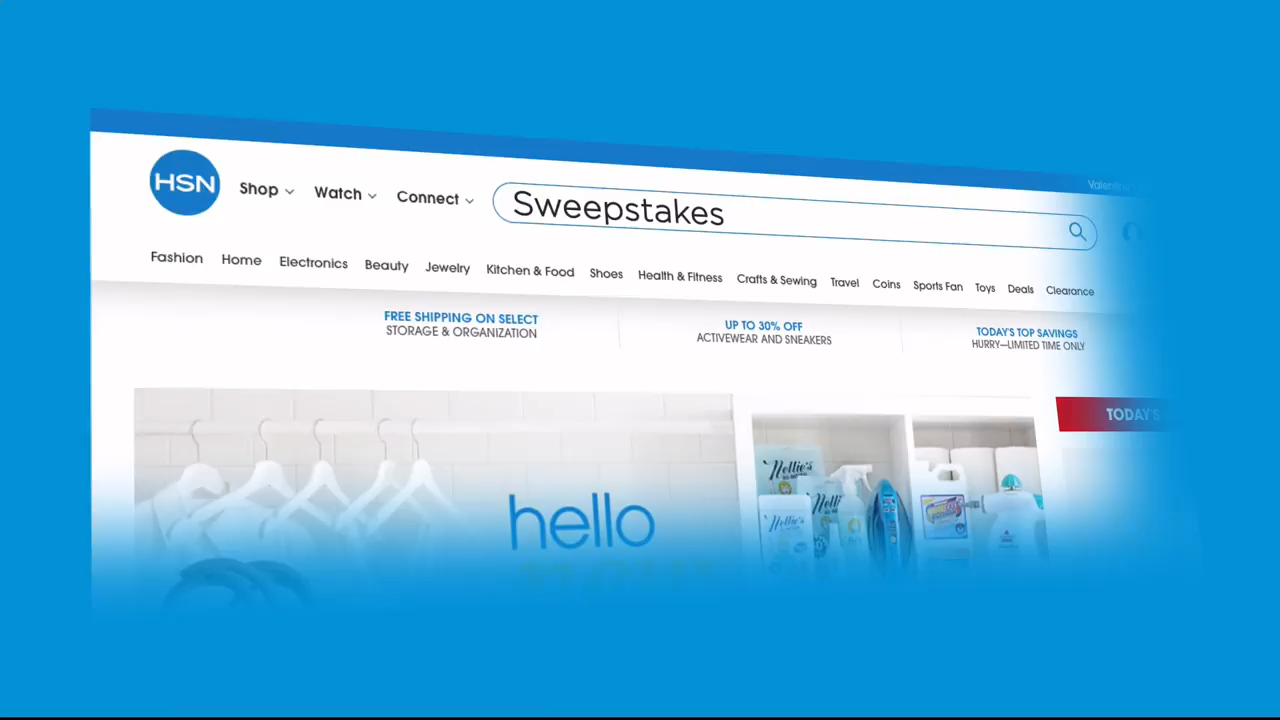 HSN
Shop Watch Connect
Sweepstakes
Fashion Home Electronics Beauty Jewelry Kitchen & Food Shoes Health & Fitness Crafts & Sewing Travel Coins Sports Fan Toys Deals Clearance
FREE SHIPPING ON SELECT
STORAGE & ORGANIZATION
UP TO 30% OFF
ACTIVEWEAR AND SNEAKERS
TODAY'S TOP SAVINGS
HURRY—LIMITED TIME ONLY
TODAY'S
Nellie's
Nellie's
hello